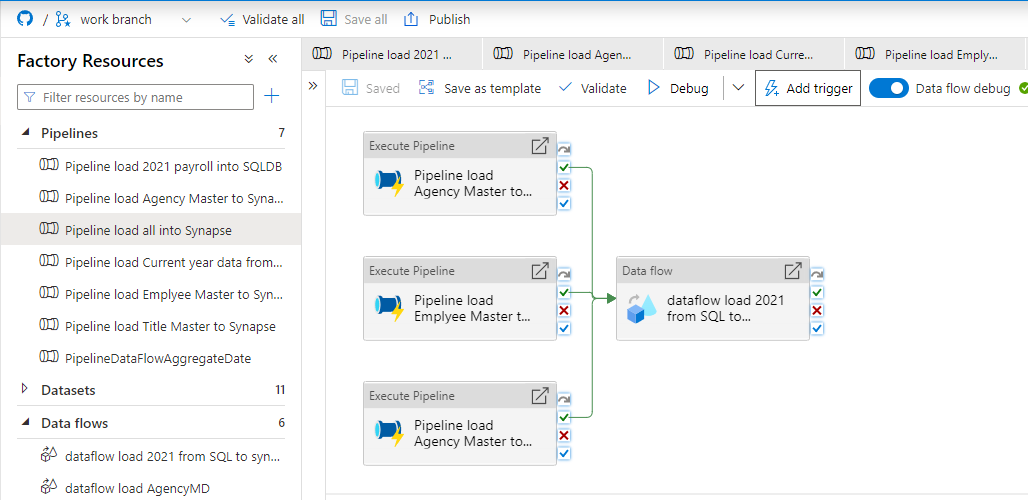 / work branch Validate all Save all Publish
Factory Resources
Filter resources by name
Pipelines 7
Pipeline load 2021 payroll into SQLDB
Pipeline load Agency Master to Syna...
Pipeline load all into Synapse
Pipeline load Current year data from...
Pipeline load Emplyee Master to Syn...
Pipeline load Title Master to Synapse
PipelineDataFlowAggregateDate
Datasets 11
Data flows 6
dataflow load 2021 from SQL to syn...
dataflow load AgencyMD
Pipeline load 2021 ... Pipeline load Agen... Pipeline load Curre... Pipeline load Emply...
Saved Save as template Validate Debug Add trigger Data flow debug
Execute Pipeline
Pipeline load
Agency Master to...
Execute Pipeline
Pipeline load
Emplyee Master t...
Data flow
dataflow load 2021
from SQL to...
Execute Pipeline
Pipeline load
Agency Master to...